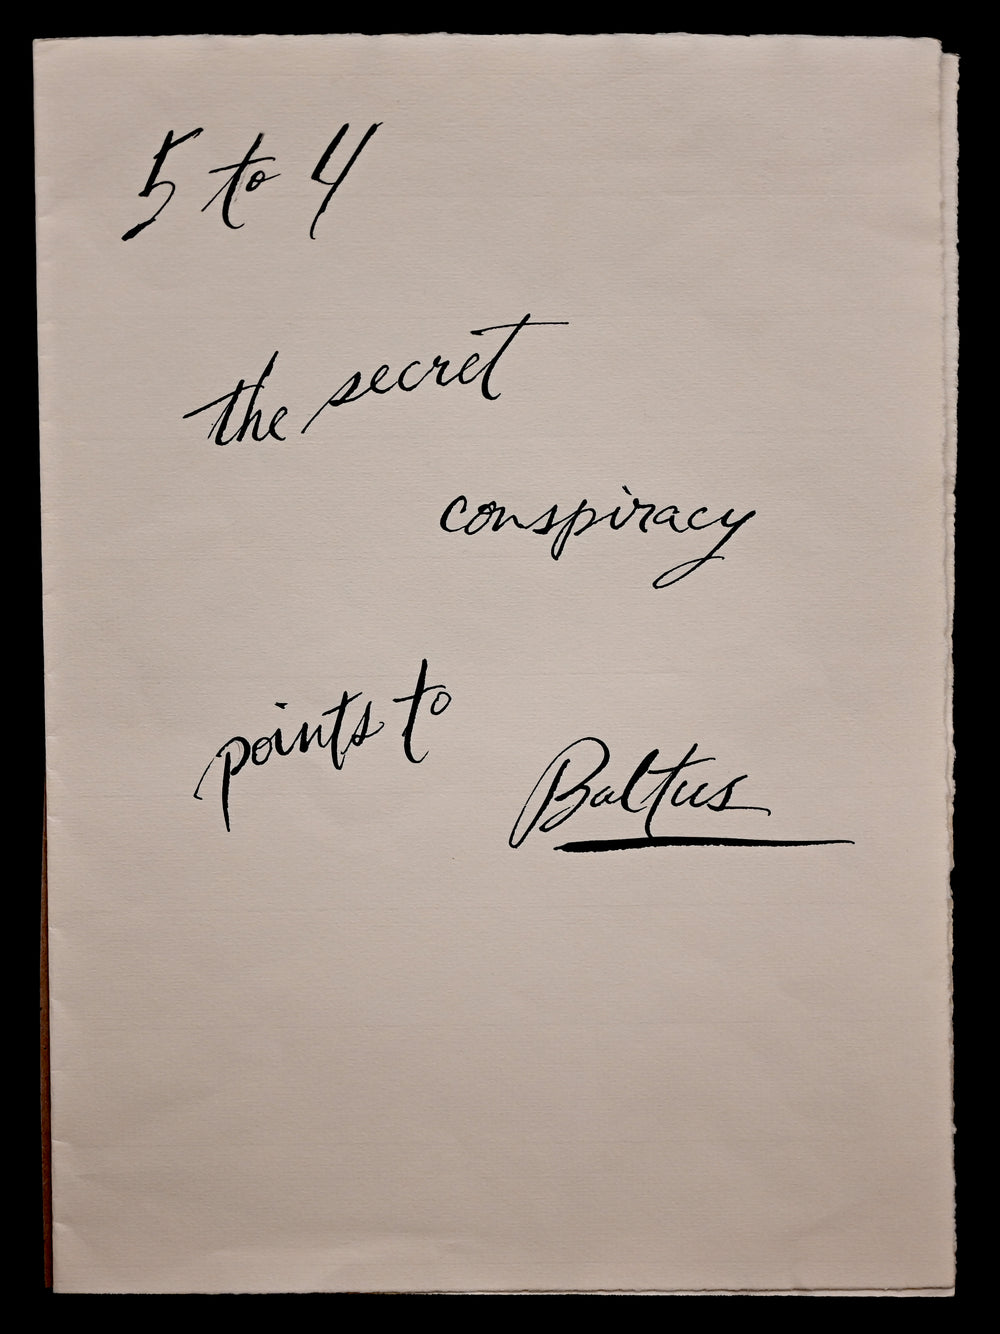 5 to 4
the secret
conspiracy
points to
Baltus